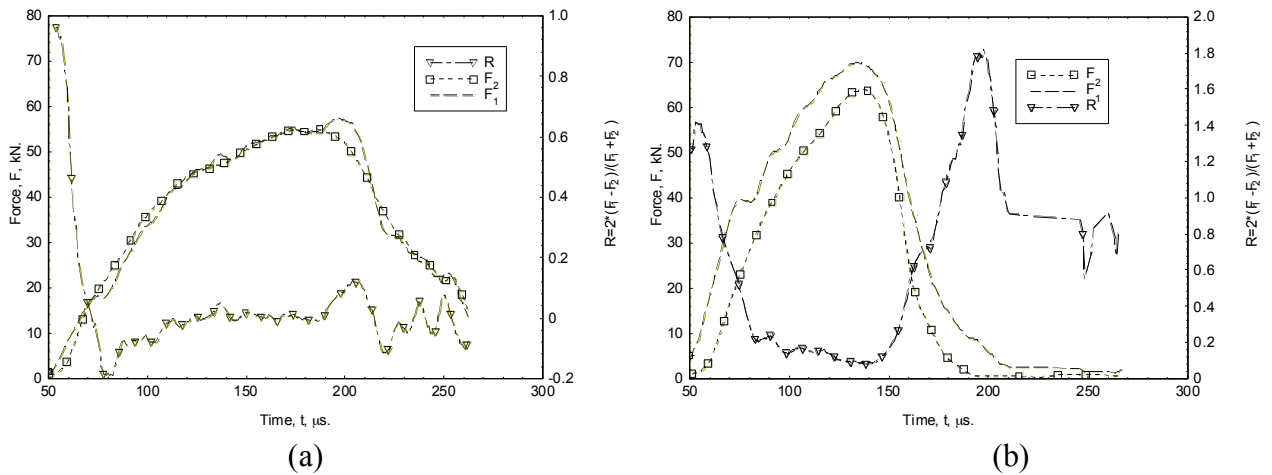 80
70
60
50
40
30
20
10
0
Force, F, kN.
50 100 150 200 250 300
Time, t, μs.
1.0
0.8
0.6
0.4
0.2
0
-0.2
R=2*(F1-F2)/(F1+F2)
R
F2
F1
(a)
80
70
60
50
40
30
20
10
0
Force, F, kN.
50 100 150 200 250 300
Time, t, μs.
2.0
1.8
1.6
1.4
1.2
1.0
0.8
0.6
0.4
0.2
0
R=2*(F1-F2)/(F1+F2)
F2
F
R1
(b)